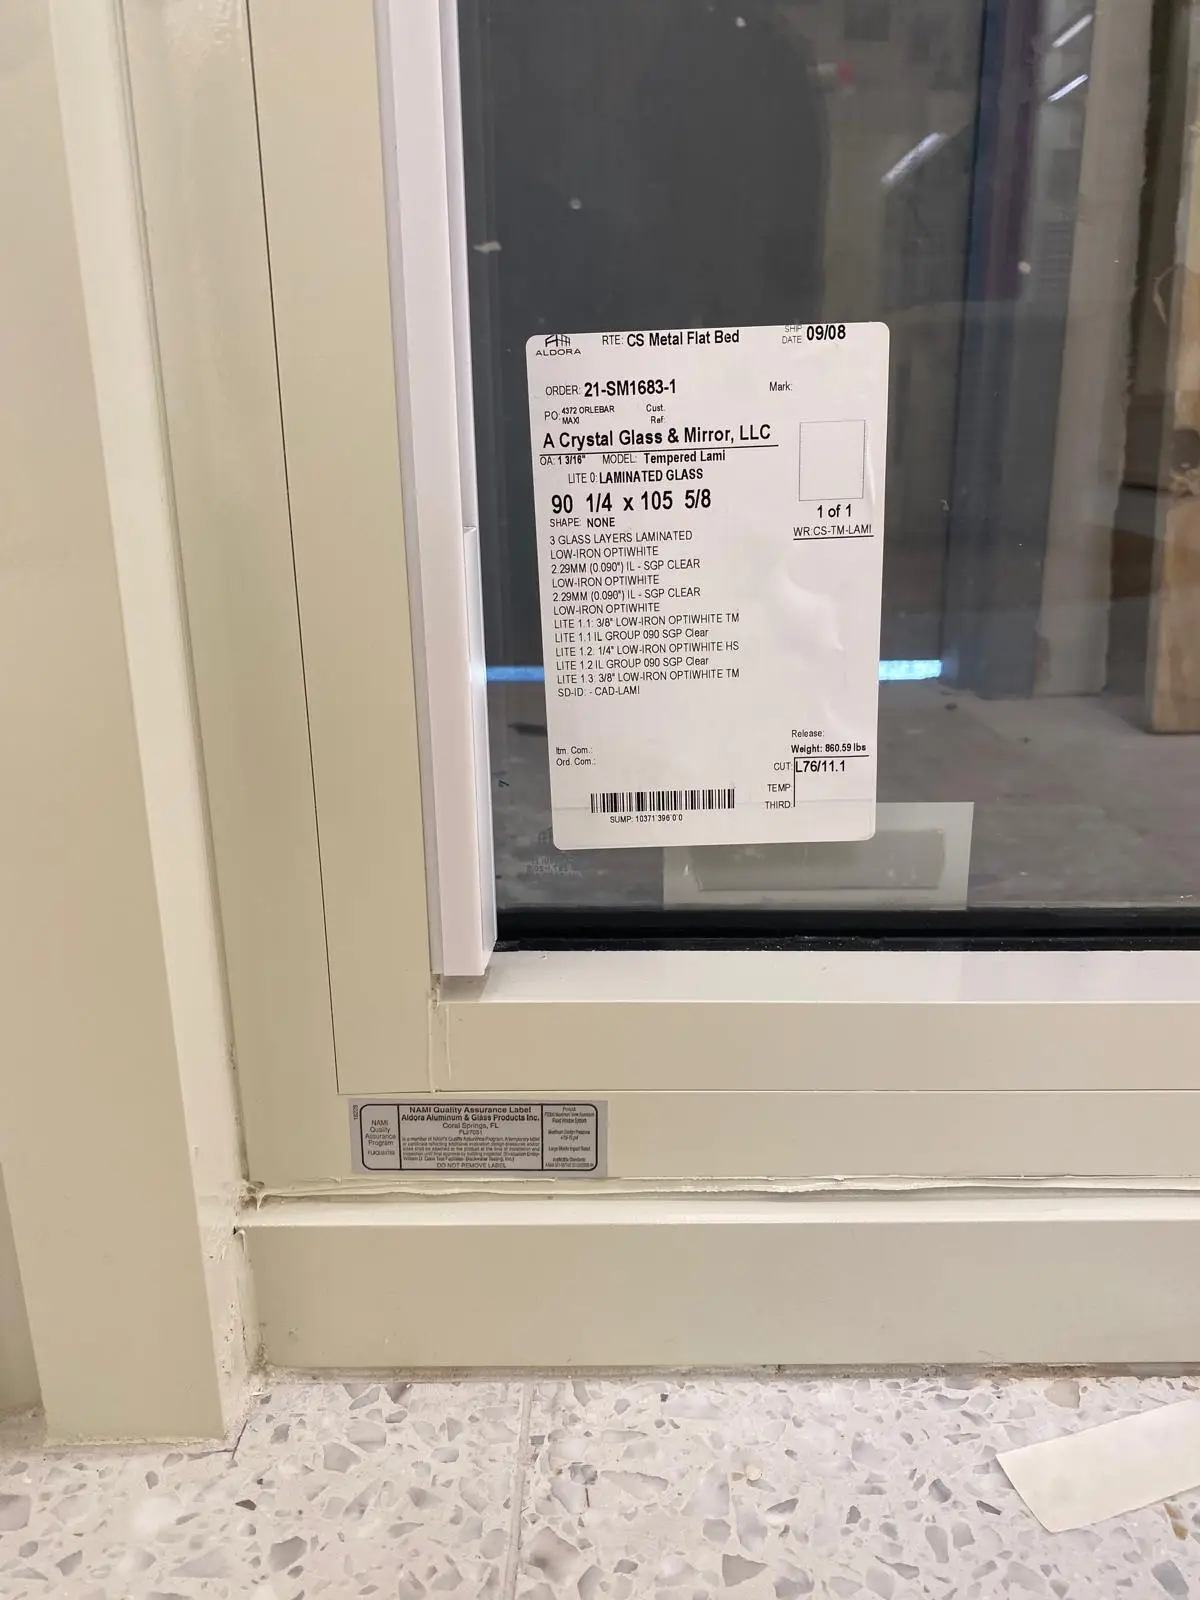 ALDORA
RTE: CS Metal Flat Bed
SHIP DATE 09/08
ORDER: 21-SM1683-1
Mark:
PO: 4372 ORLEBAR MAXI
Cust. Ref:
A Crystal Glass & Mirror, LLC
OA: 1 3/16" MODEL: Tempered Lami
LITE 0: LAMINATED GLASS
90 1/4 x 105 5/8
1 of 1
SHAPE: NONE
WR:CS-TM-LAMI
3 GLASS LAYERS LAMINATED
LOW-IRON OPTIWHITE
2.29MM (0.090") IL - SGP CLEAR
LOW-IRON OPTIWHITE
2.29MM (0.090") IL - SGP CLEAR
LOW-IRON OPTIWHITE
LITE 1.1: 3/8" LOW-IRON OPTIWHITE TM
LITE 1.1 IL GROUP 090 SGP Clear
LITE 1.2. 1/4" LOW-IRON OPTIWHITE HS
LITE 1.2 IL GROUP 090 SGP Clear
LITE 1.3: 3/8" LOW-IRON OPTIWHITE TM
SD-ID: - CAD-LAMI
Release:
Itm. Com.:
Weight: 860.59 lbs
Ord. Com.:
CUT: L76/11.1
TEMP
THIRD
SUMP: 10371'396'0'0
NAMI
Quality
Assurance
Program
NAMI Quality Assurance Label
Aldora Aluminum & Glass Products Inc.
Coral Springs, FL
DO NOT REMOVE LABEL